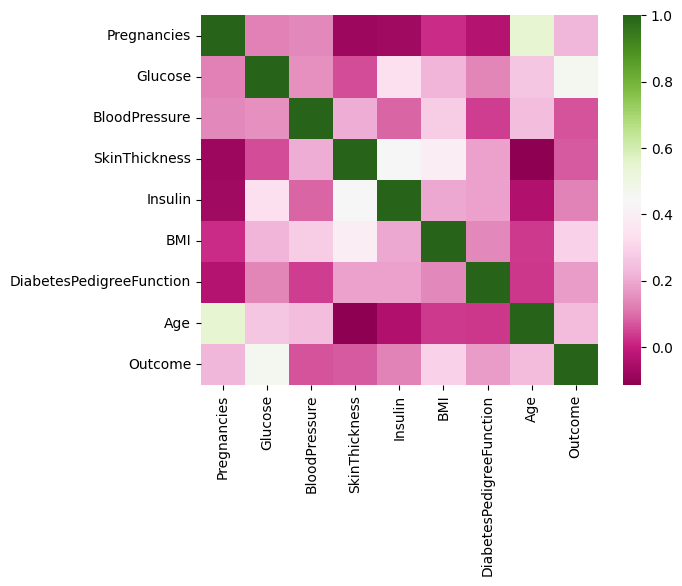 Pregnancies
Glucose
BloodPressure
SkinThickness
Insulin
BMI
DiabetesPedigreeFunction
Age
Outcome
Pregnancies
Glucose
BloodPressure
SkinThickness
Insulin
BMI
DiabetesPedigreeFunction
Age
Outcome
1.0
0.8
0.6
0.4
0.2
0.0